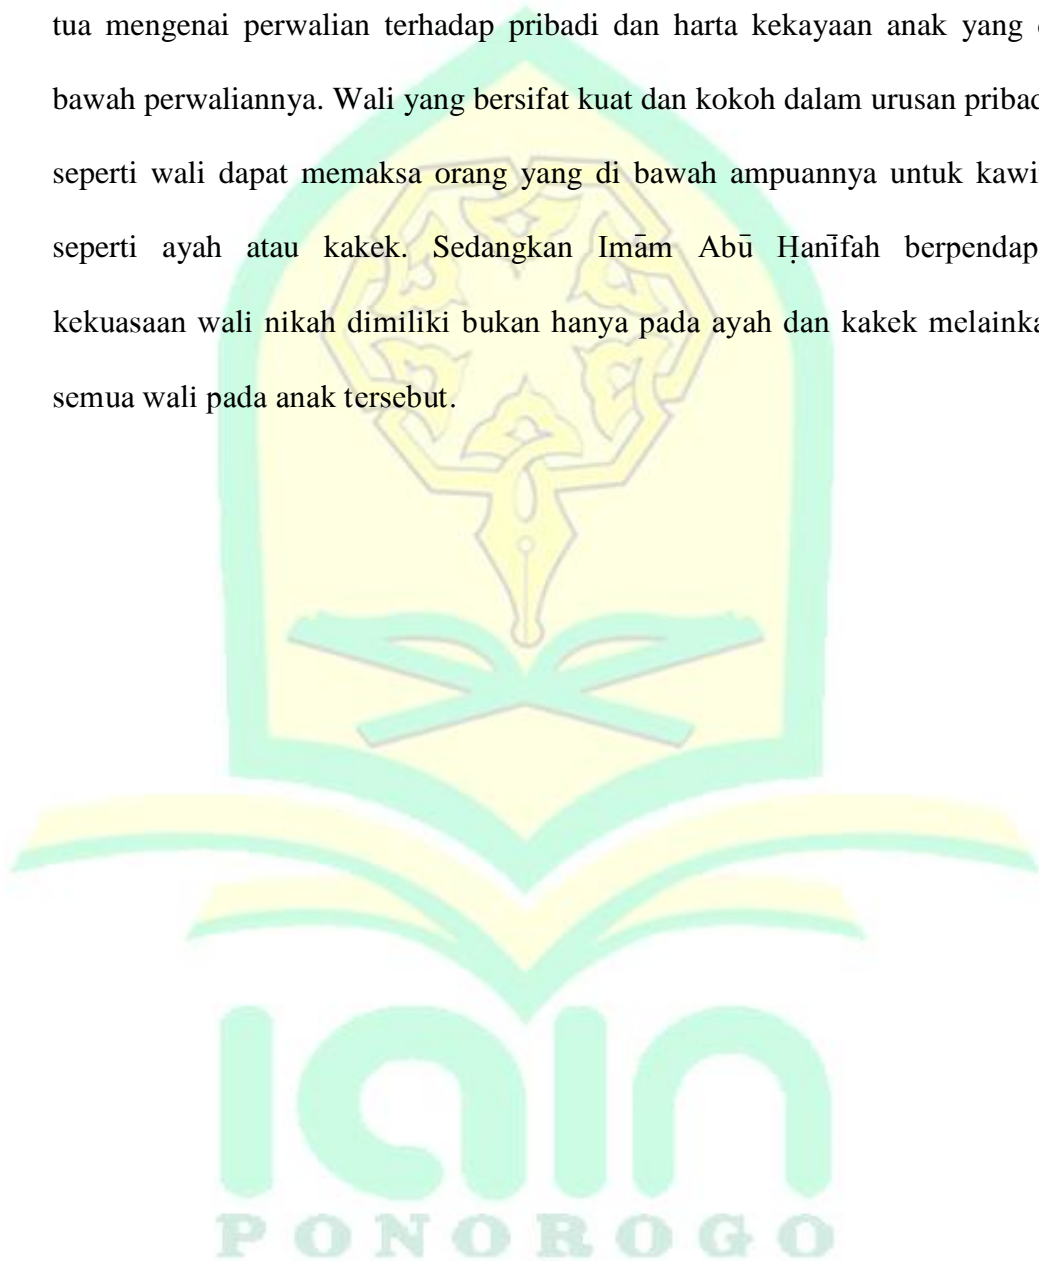 tua mengenai perwalian terhadap pribadi dan harta kekayaan anak yang
bawah perwaliannya. Wali yang bersifat kuat dan kokoh dalam urusan
seperti wali dapat memaksa orang yang di bawah ampuannya untuk
seperti ayah atau kakek. Sedangkan Imām Abū Ḥanīfah
kekuasaan wali nikah dimiliki bukan hanya pada ayah dan kakek
semua wali pada anak tersebut.
iain
PONOROGO